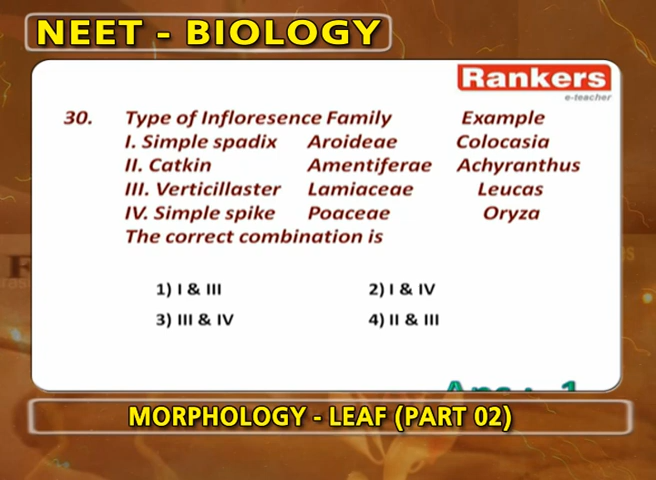 NEET - BIOLOGY
Rankers
e-teacher
30. Type of Infloresence Family Example
I. Simple spadix Aroideae Colocasia
II. Catkin Amentiferae Achyranthus
III. Verticillaster Lamiaceae Leucas
IV. Simple spike Poaceae Oryza
The correct combination is
1) I & III 2) I & IV
3) III & IV 4) II & III
Ans : 1
MORPHOLOGY - LEAF (PART 02)